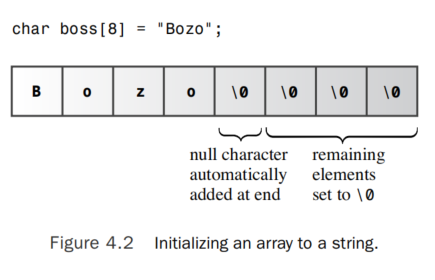 char boss[8] = "Bozo";
B o z o \0 \0 \0 \0
null character remaining
automatically elements
added at end set to \0
Figure 4.2 Initializing an array to a string.